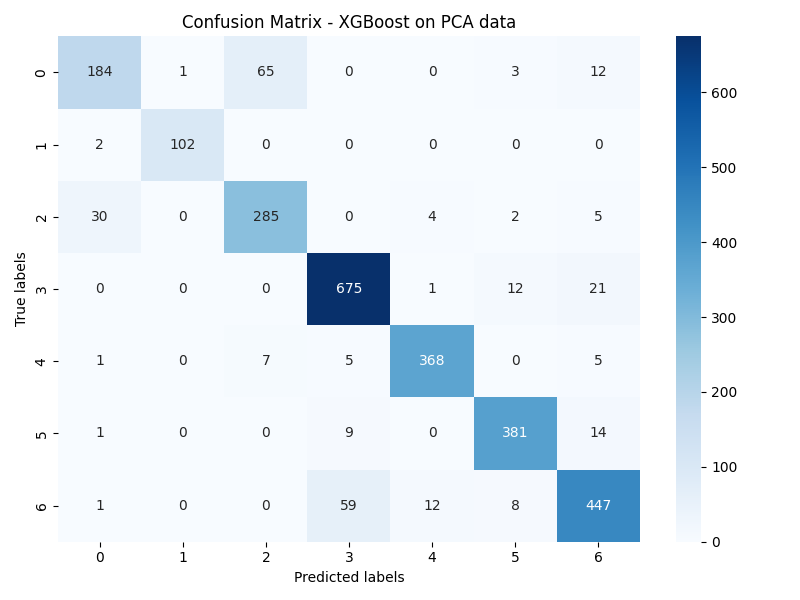 Confusion Matrix - XGBoost on PCA data
True labels
0 184 1 65 0 0 3 12
1 2 102 0 0 0 0 0
2 30 0 285 0 4 2 5
3 0 0 0 675 1 12 21
4 1 0 7 5 368 0 5
5 1 0 0 9 0 381 14
6 1 0 0 59 12 8 447
0 1 2 3 4 5 6
Predicted labels
600
500
400
300
200
100
0